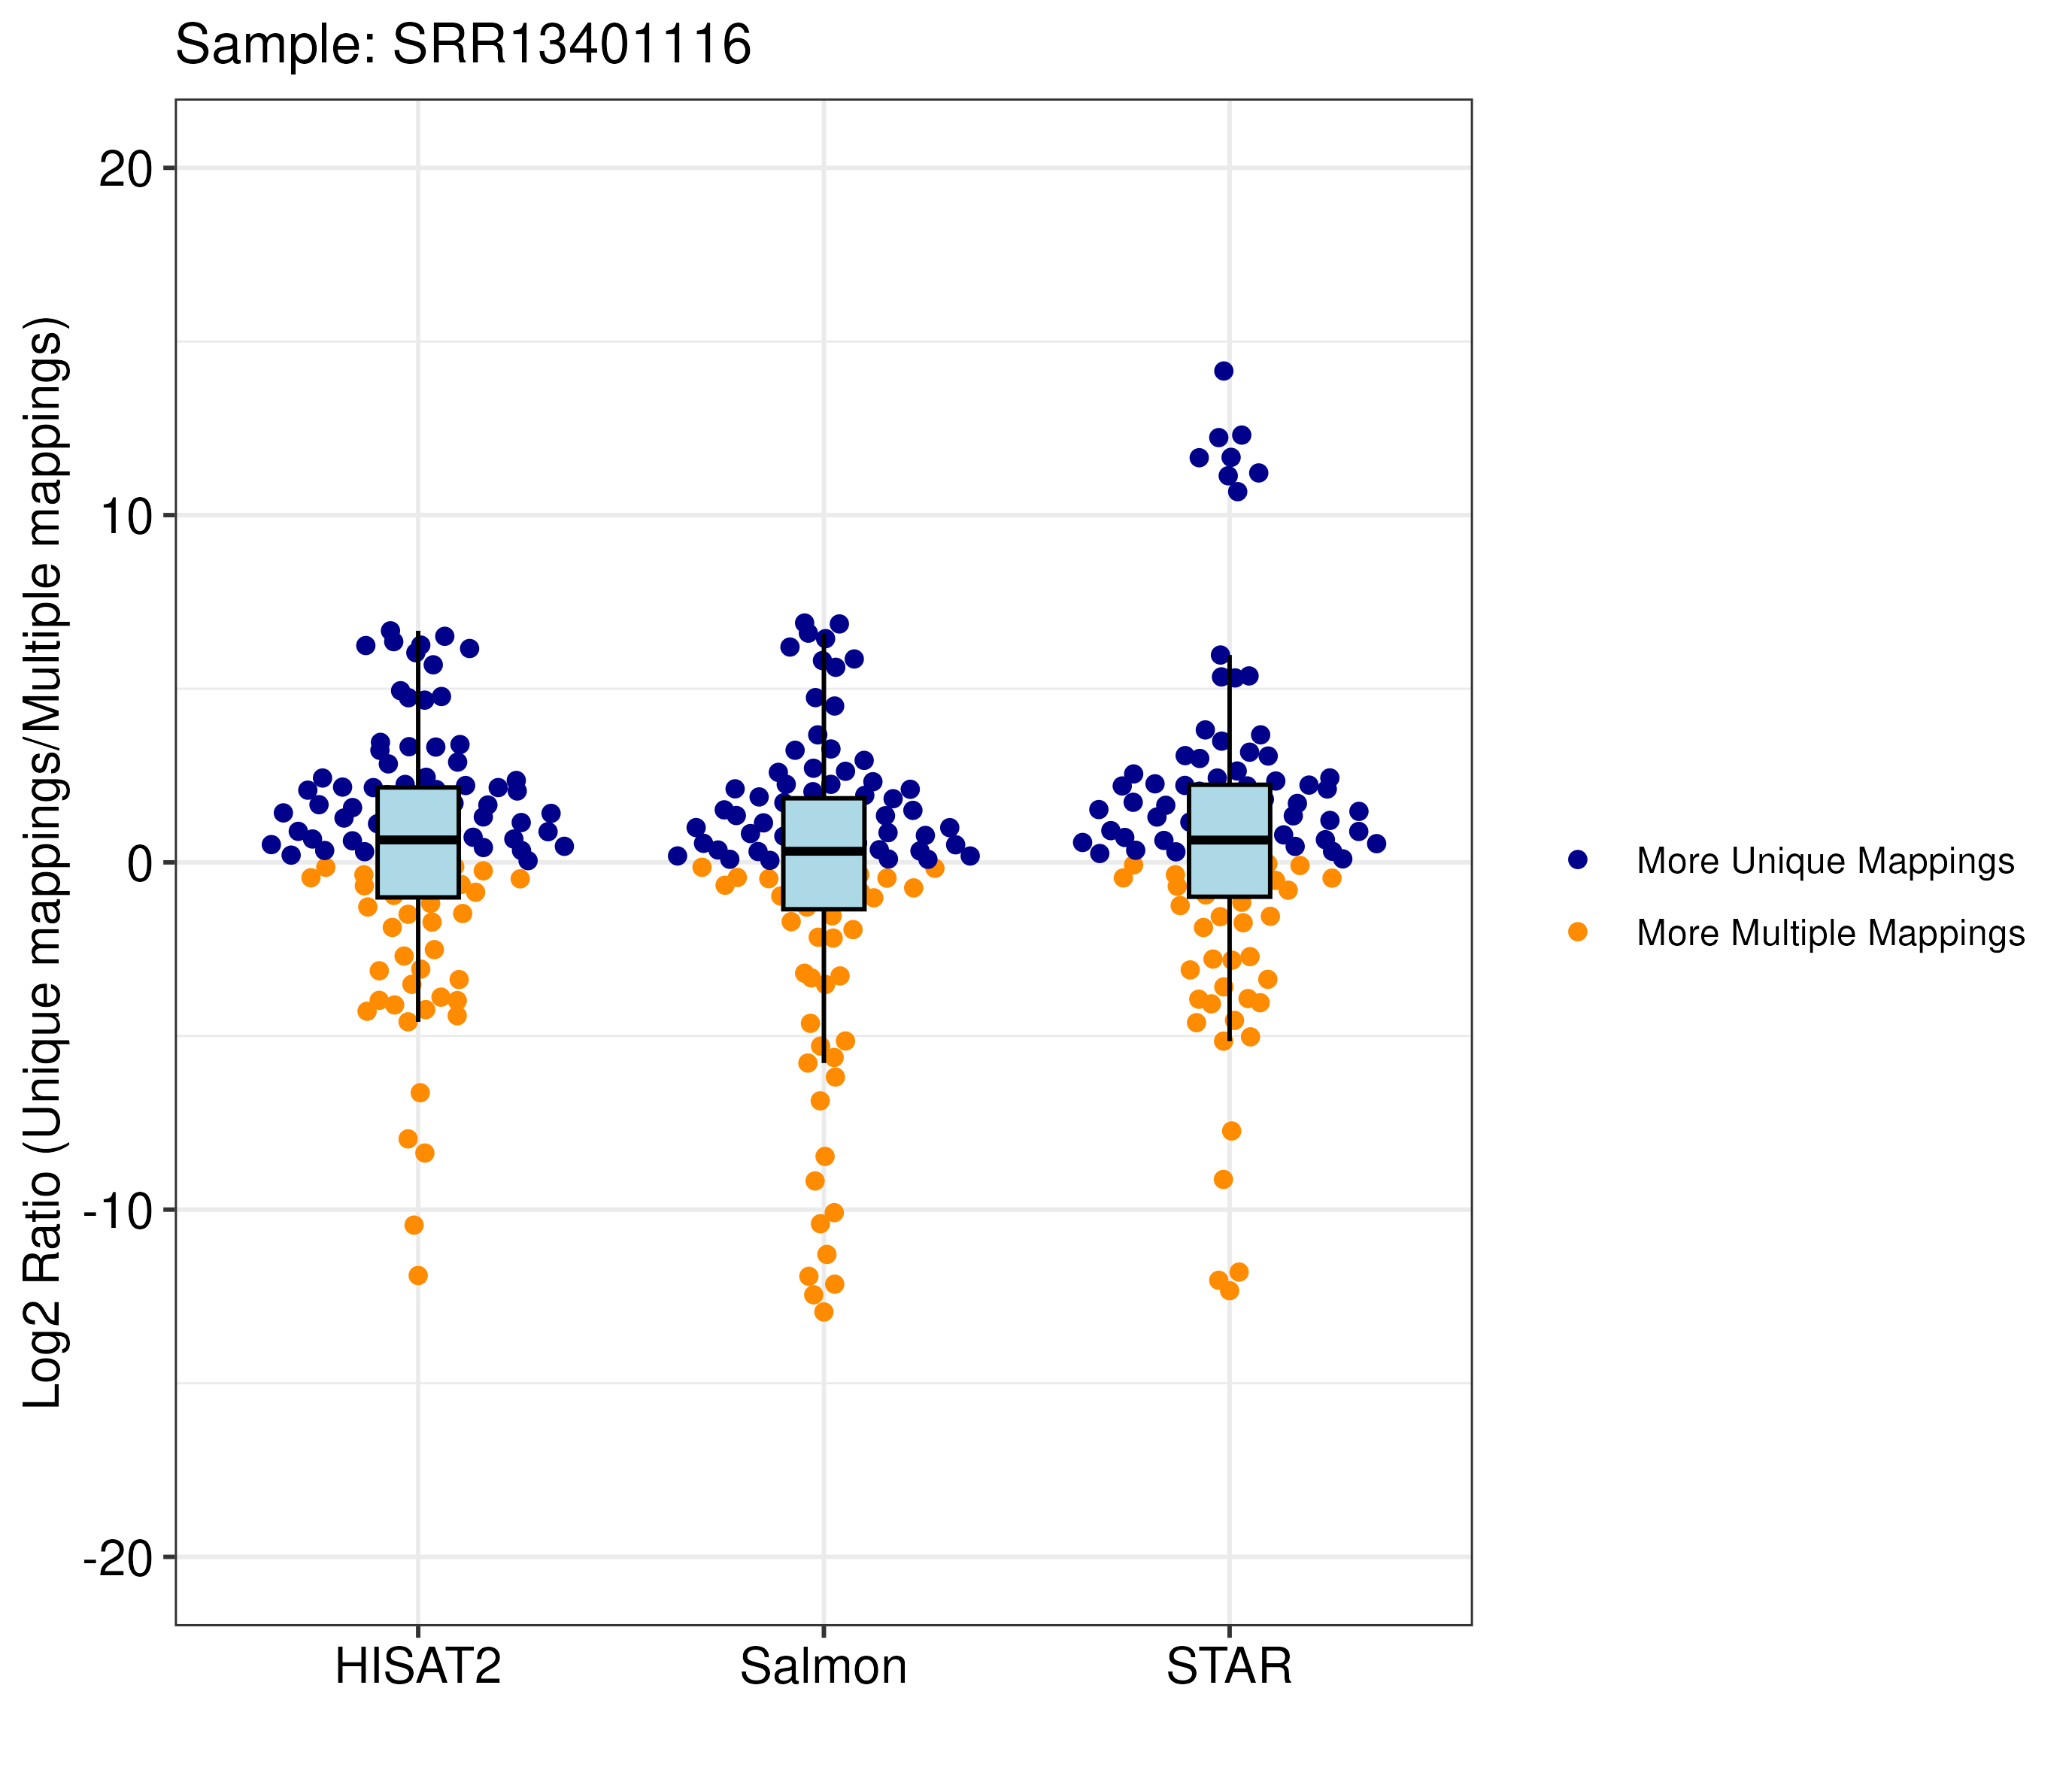 Sample: SRR13401116
Log2 Ratio (Unique mappings/Multiple mappings)
20
10
0
-10
-20
HISAT2
Salmon
STAR
More Unique Mappings
More Multiple Mappings